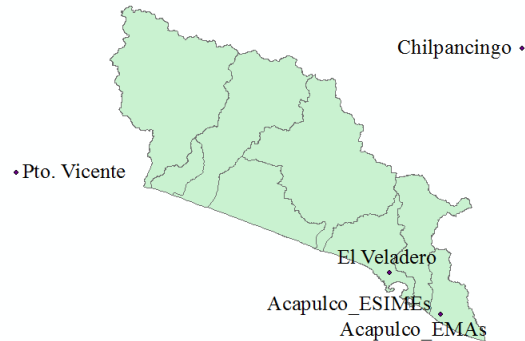 Chilpancingo
Pto. Vicente
El Veladero
Acapulco_ESIMEs
Acapulco_EMAs